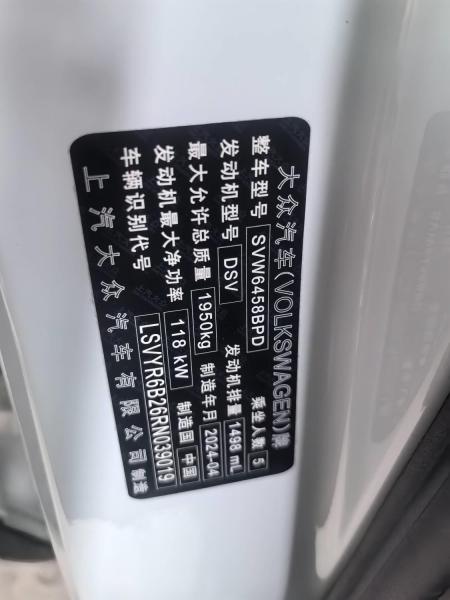 大众汽车(VOLKSWAGEN)牌
整车型号 SVW6458BPD 乘坐人数 5
发动机型号 DSV 发动机排量 1498 mL
最大允许总质量 1950kg 制造年月 2024-04
发动机最大净功率 118 kW 制造国 中国
车辆识别代号 LSVYR6B26RN039019
上汽大众汽车有限公司制造